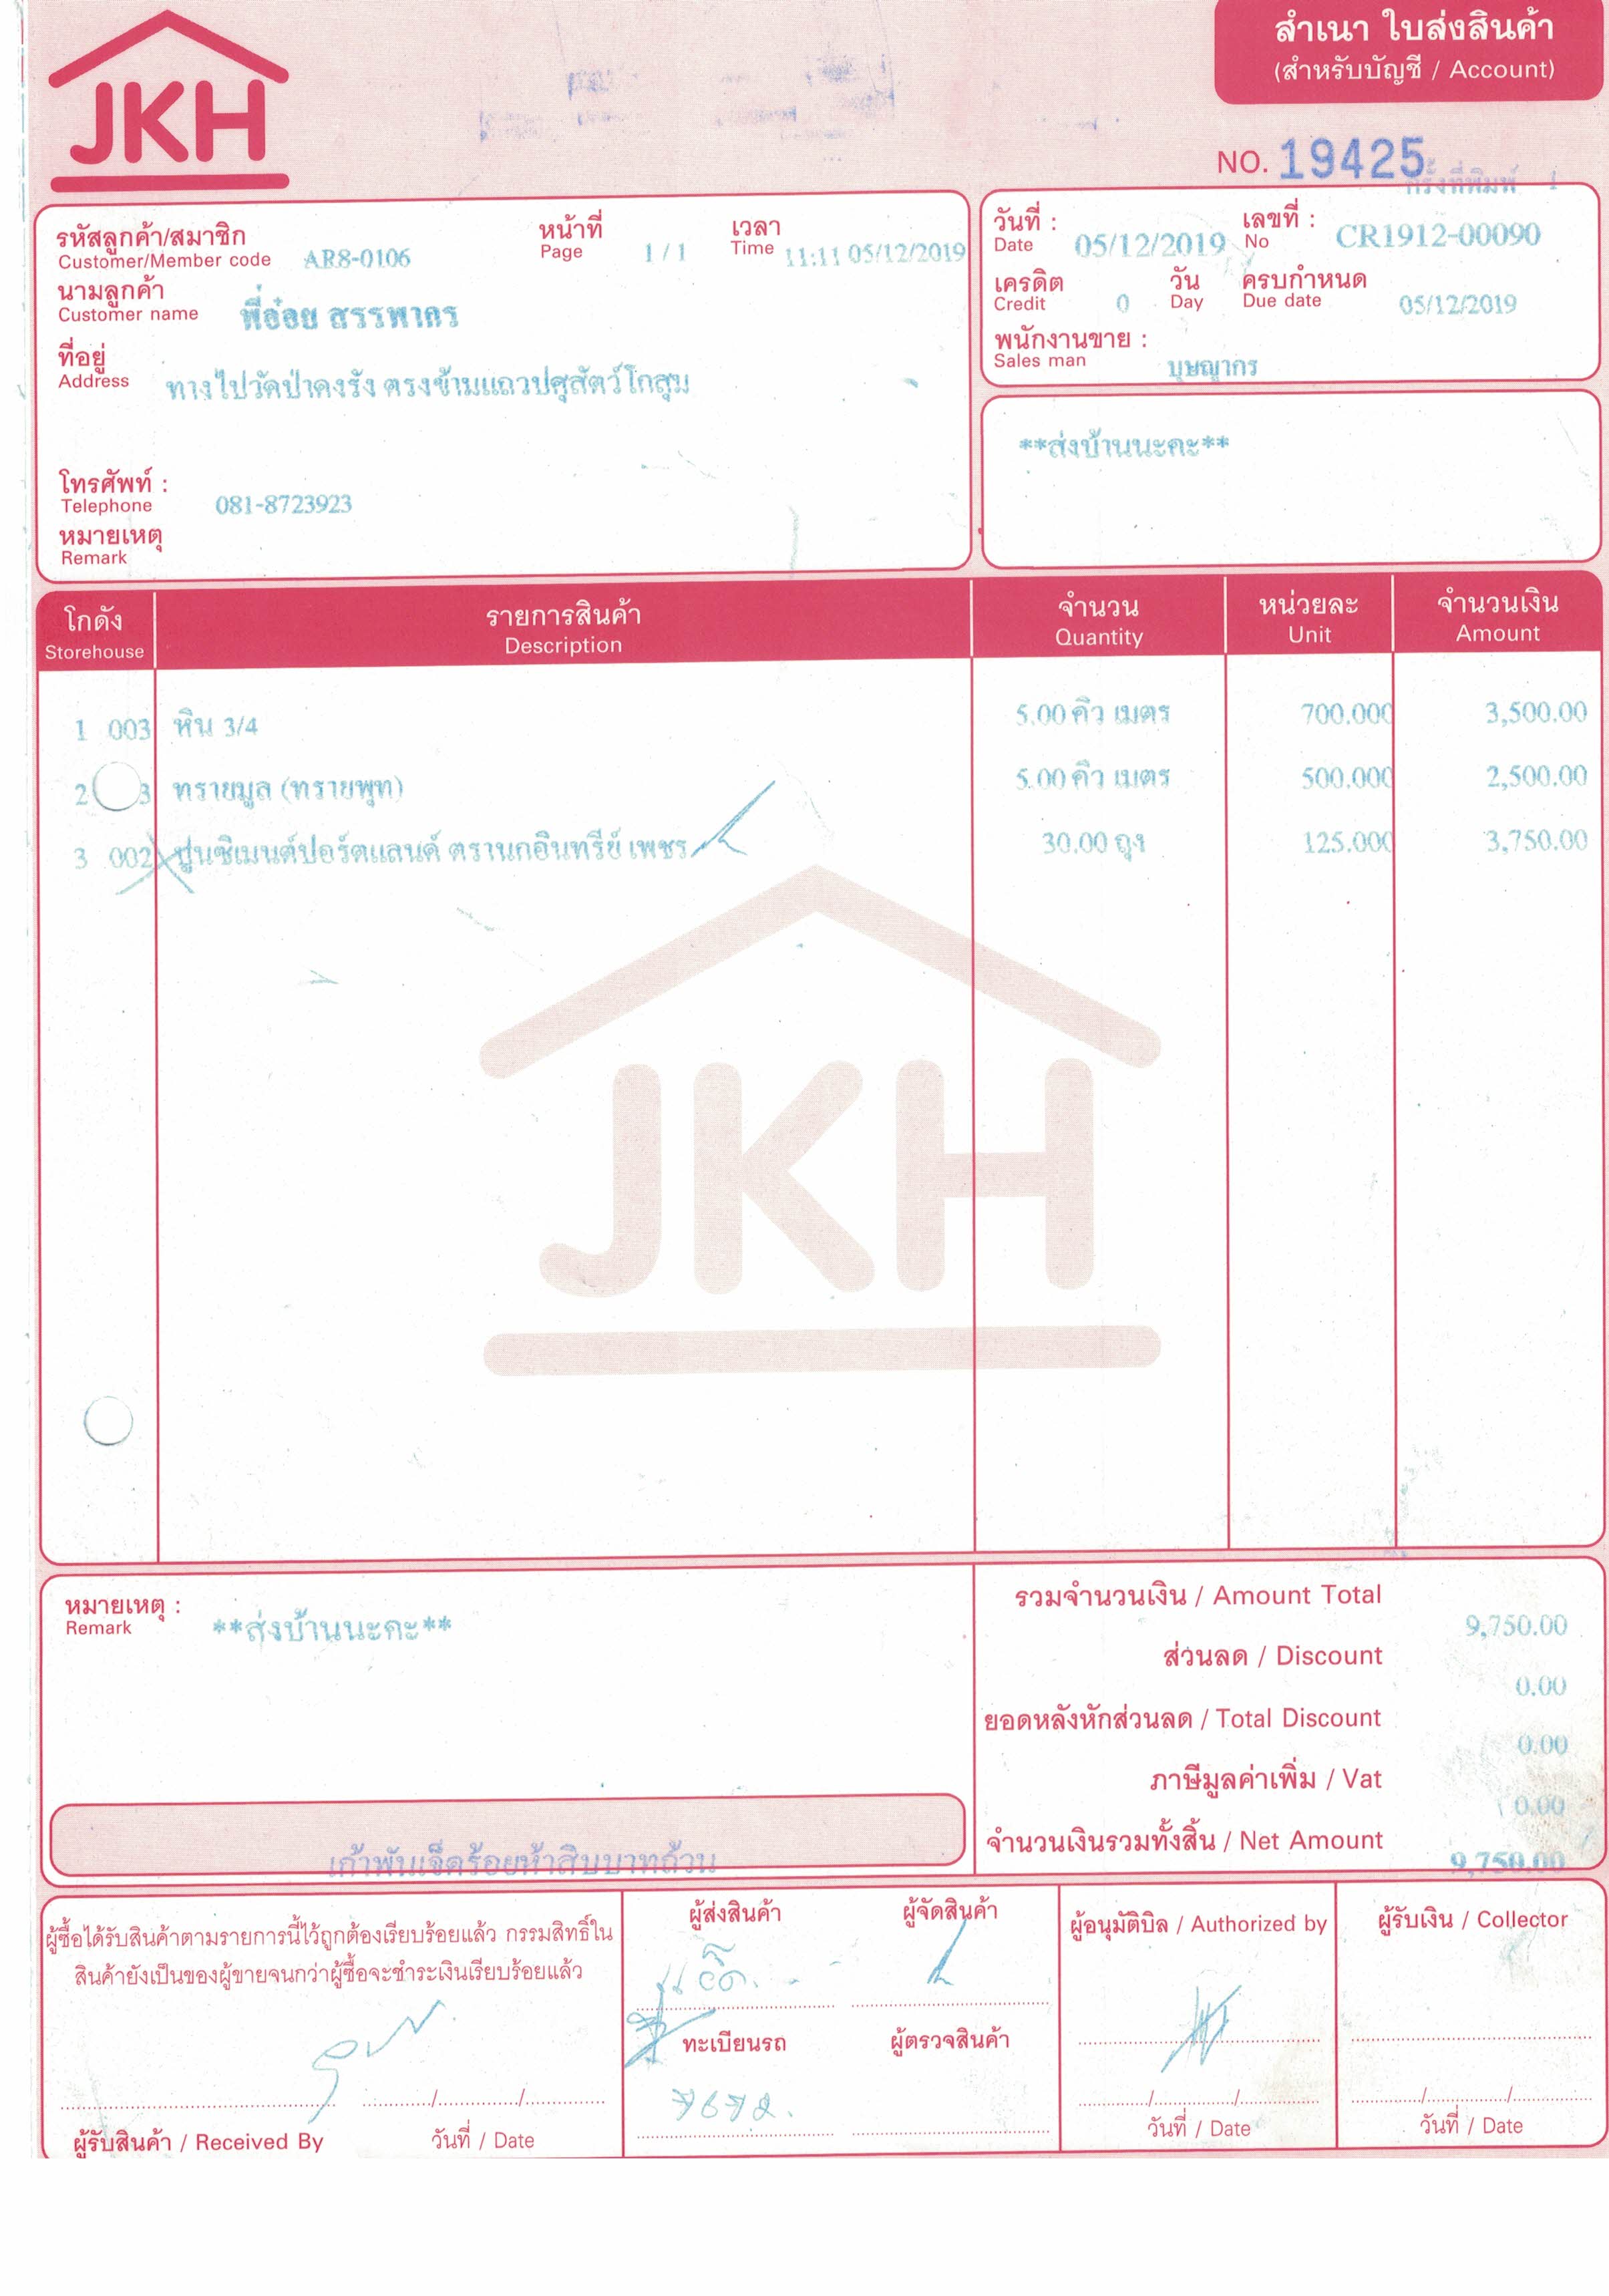 JKH
สำเนา ใบส่งสินค้า
(สำหรับบัญชี / Account)
NO. 19425
ครั้งที่พิมพ์ 1
รหัสลูกค้า/สมาชิก หน้าที่ เวลา
Customer/Member code AR8-0106 Page 1 / 1 Time 11:11 05/12/2019
นามลูกค้า
Customer name พี่อ๋อย สรรพากร
ที่อยู่
Address ทางไปวัดป่าดงรัง ตรงข้ามแถวปศุสัตว์โกสุม
โทรศัพท์ :
Telephone 081-8723923
หมายเหตุ
Remark
วันที่ : เลขที่ :
Date 05/12/2019 No CR1912-00090
เครดิต วัน ครบกำหนด
Credit 0 Day Due date 05/12/2019
พนักงานขาย :
Sales man บุษญากร
**ส่งบ้านนะคะ**
โกดัง รายการสินค้า จำนวน หน่วยละ จำนวนเงิน
Storehouse Description Quantity Unit Amount
1 003 หิน 3/4 5.00 คิว เมตร 700.000 3,500.00
2 3 ทรายมูล (ทรายพุท) 5.00 คิว เมตร 500.000 2,500.00
3 002 ปูนซิเมนต์ปอร์ตแลนด์ ตรานกอินทรีย์ เพชร 30.00 ถุง 125.000 3,750.00
JKH
หมายเหตุ :
Remark **ส่งบ้านนะคะ**
รวมจำนวนเงิน / Amount Total 9,750.00
ส่วนลด / Discount 0.00
ยอดหลังหักส่วนลด / Total Discount 0.00
ภาษีมูลค่าเพิ่ม / Vat 0.00
จำนวนเงินรวมทั้งสิ้น / Net Amount 9,750.00
เก้าพันเจ็ดร้อยห้าสิบบาทถ้วน
ผู้ซื้อได้รับสินค้าตามรายการนี้ไว้ถูกต้องเรียบร้อยแล้ว กรรมสิทธิ์ใน
สินค้ายังเป็นของผู้ขายจนกว่าผู้ซื้อจะชำระเงินเรียบร้อยแล้ว
ผู้รับสินค้า / Received By วันที่ / Date
ผู้ส่งสินค้า ผู้จัดสินค้า
ทะเบียนรถ ผู้ตรวจสินค้า
ผู้อนุมัติบิล / Authorized by
วันที่ / Date
ผู้รับเงิน / Collector
วันที่ / Date